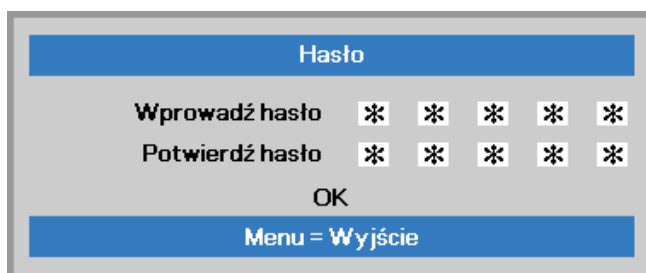 Hasło
Wprowadź hasło * * * * *
Potwierdź hasło * * * * *
OK
Menu = Wyjście